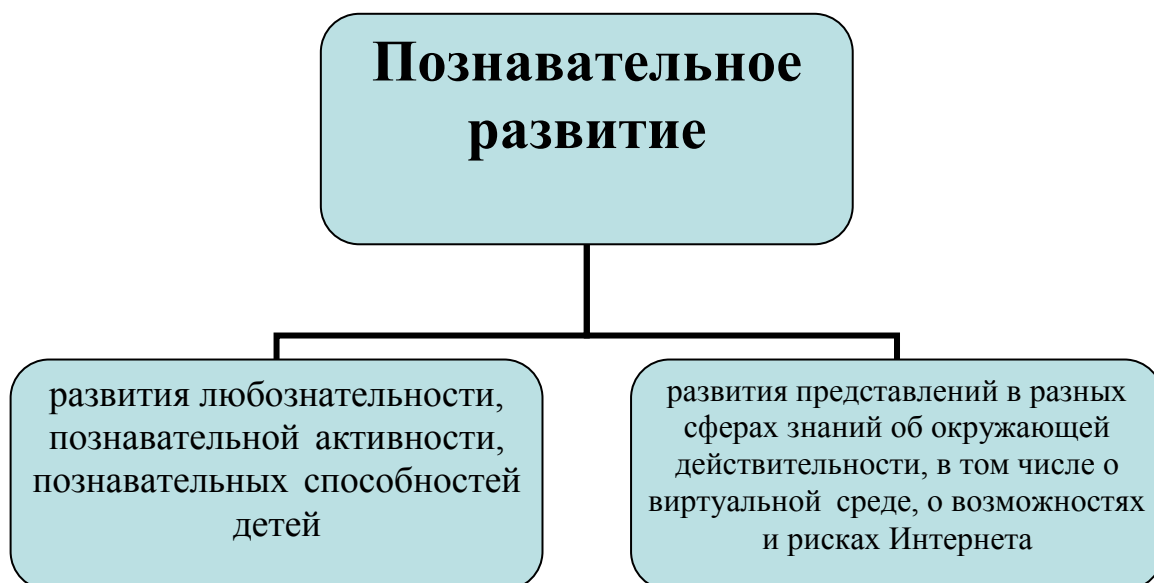 Познавательное
развитие
развития любознательности,
познавательной активности,
познавательных способностей
детей
развития представлений в разных
сферах знаний об окружающей
действительности, в том числе о
виртуальной среде, о возможностях
и рисках Интернета